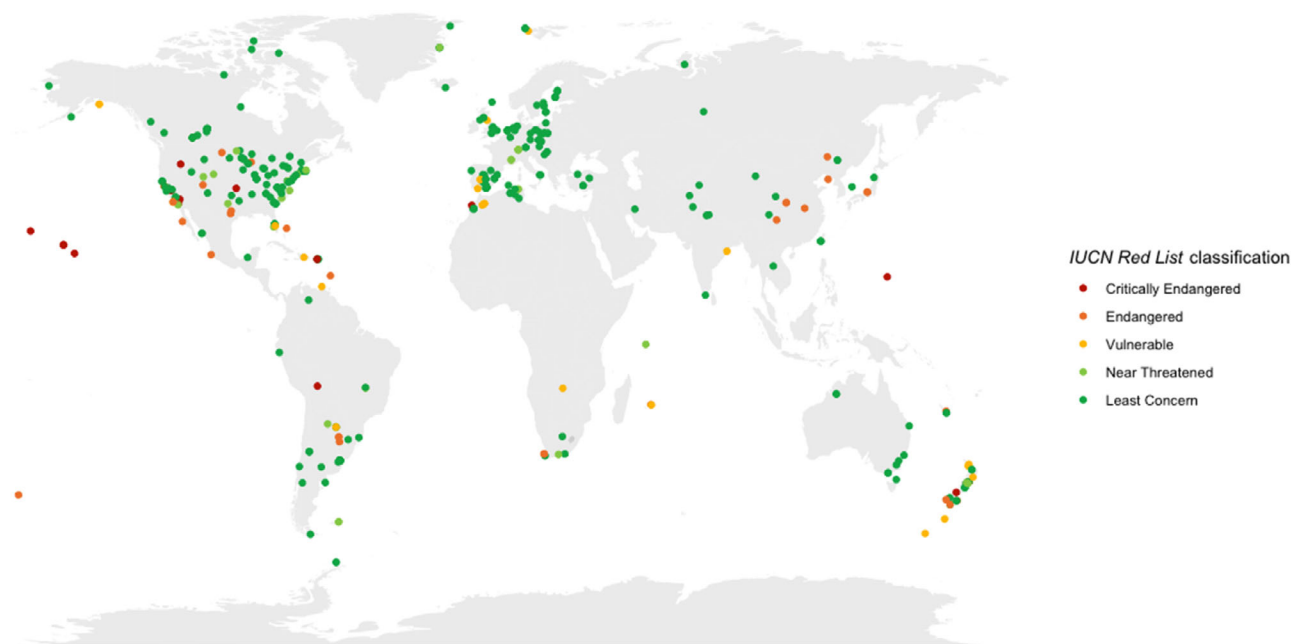 IUCN Red List classification
Critically Endangered
Endangered
Vulnerable
Near Threatened
Least Concern